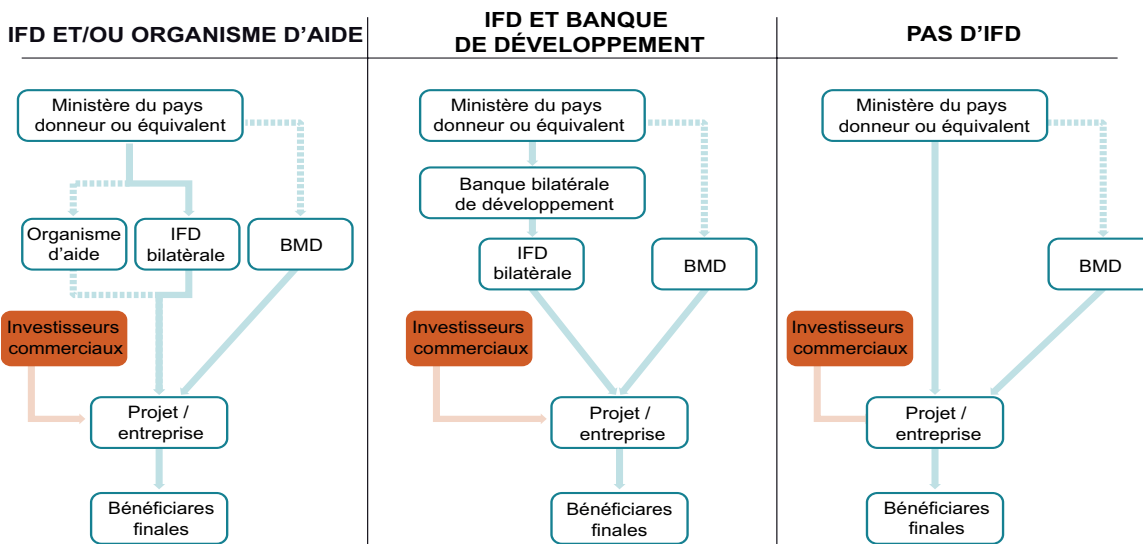 IFD ET/OU ORGANISME D'AIDE
Ministère du pays
donneur ou équivalent
Organisme
d'aide
IFD
bilatérale
BMD
Investisseurs
commerciaux
Projet /
entreprise
Bénéficiares
finales
IFD ET BANQUE
DE DÉVELOPPEMENT
Ministère du pays
donneur ou équivalent
Banque bilatérale
de développement
IFD
bilatérale
BMD
Investisseurs
commerciaux
Projet /
entreprise
Bénéficiares
finales
PAS D'IFD
Ministère du pays
donneur ou équivalent
BMD
Investisseurs
commerciaux
Projet /
entreprise
Bénéficiares
finales